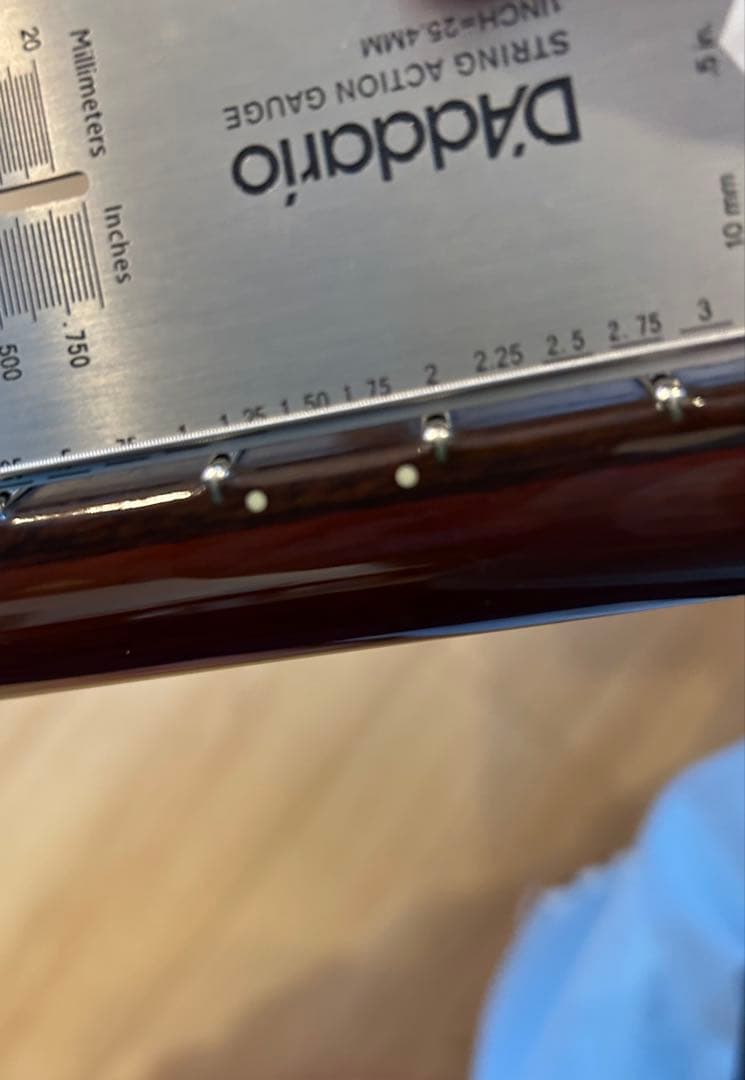 D'Addario
STRING ACTION GAUGE
1INCH=25.4MM
20
Millimeters
Inches
.750
500
10 mm
1 1.25 1.50 1.75 2 2.25 2.5 2.75 3